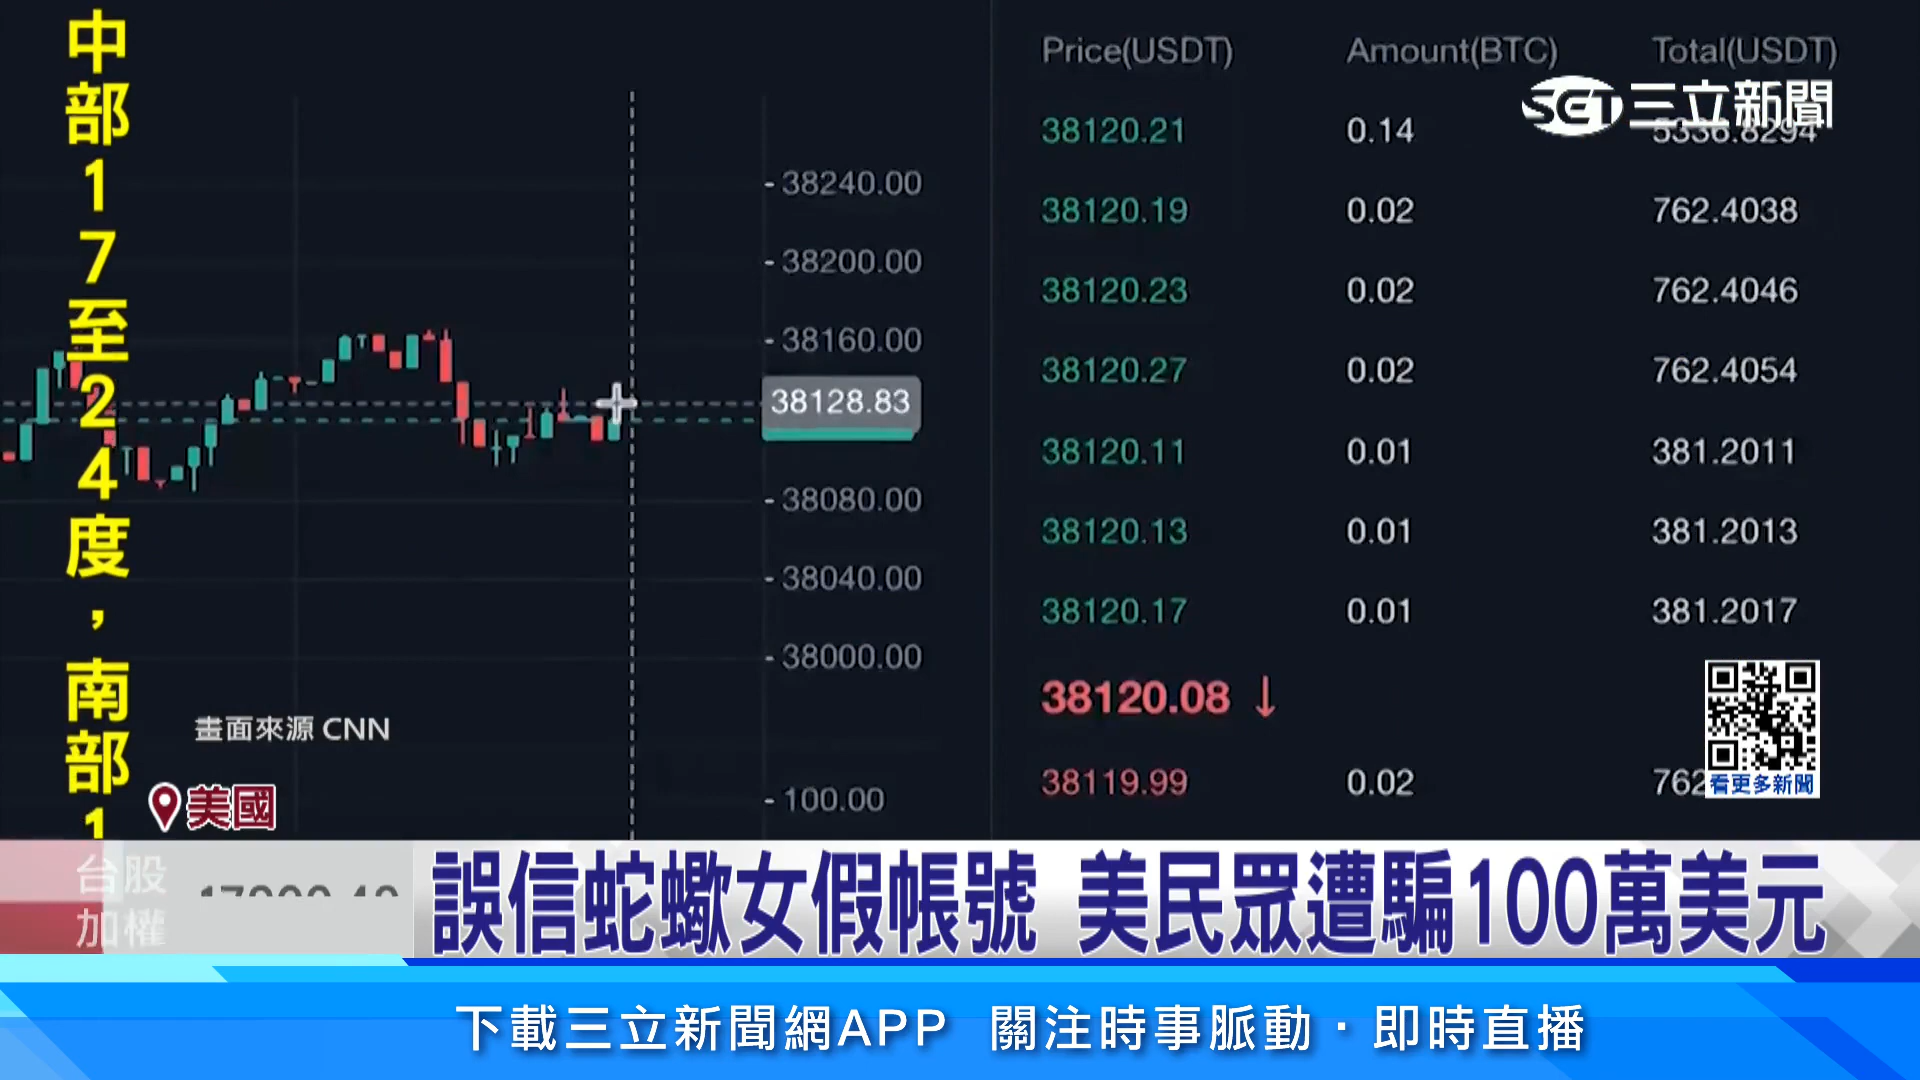 中部17至24度，南部1
Price(USDT) Amount(BTC) Total(USDT)
SET三立新聞
38120.21 0.14 5336.8294
38120.19 0.02 762.4038
38120.23 0.02 762.4046
38120.27 0.02 762.4054
38120.11 0.01 381.2011
38120.13 0.01 381.2013
38120.17 0.01 381.2017
38120.08 ↓
38119.99 0.02 762
38240.00
38200.00
38160.00
38128.83
38080.00
38040.00
38000.00
100.00
畫面來源 CNN
美國
看更多新聞
台股
加權
誤信蛇蠍女假帳號 美民眾遭騙100萬美元
下載三立新聞網APP 關注時事脈動·即時直播